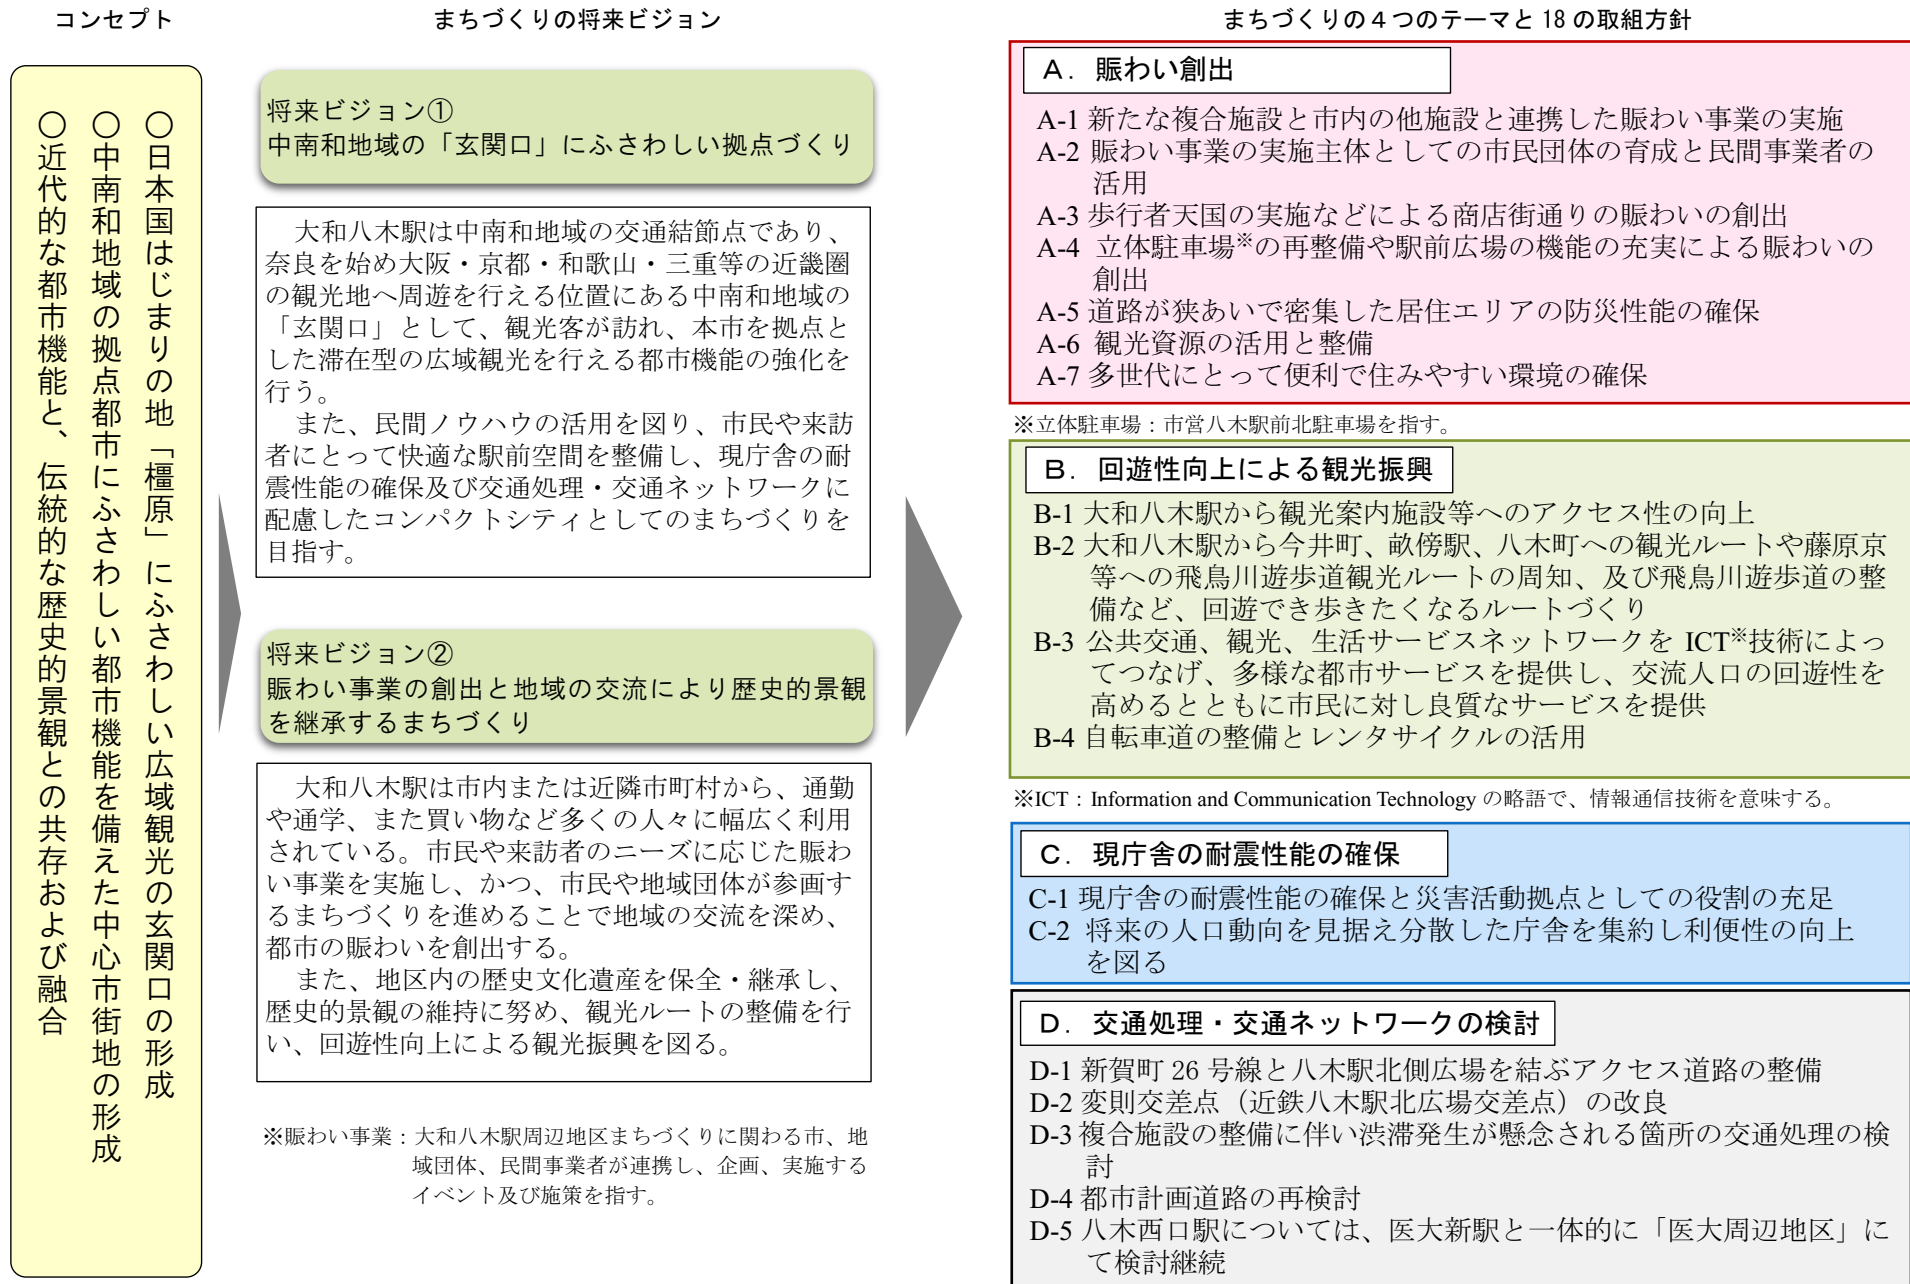 コンセプト
まちづくりの将来ビジョン
まちづくりの４つのテーマと 18 の取組方針
〇日本国はじまりの地「橿原」にふさわしい広域観光の玄関口の形成
〇中南和地域の拠点都市にふさわしい都市機能を備えた中心市街地の形成
〇近代的な都市機能と、伝統的な歴史的景観との共存および融合
将来ビジョン①
中南和地域の「玄関口」にふさわしい拠点づくり
大和八木駅は中南和地域の交通結節点であり、
奈良を始め大阪・京都・和歌山・三重等の近畿圏
の観光地へ周遊を行える位置にある中南和地域の
「玄関口」として、観光客が訪れ、本市を拠点と
した滞在型の広域観光を行える都市機能の強化を
行う。
また、民間ノウハウの活用を図り、市民や来訪
者にとって快適な駅前空間を整備し、現庁舎の耐
震性能の確保及び交通処理・交通ネットワークに
配慮したコンパクトシティとしてのまちづくりを
目指す。
将来ビジョン②
賑わい事業の創出と地域の交流により歴史的景観
を継承するまちづくり
大和八木駅は市内または近隣市町村から、通勤
や通学、また買い物など多くの人々に幅広く利用
されている。市民や来訪者のニーズに応じた賑わ
い事業を実施し、かつ、市民や地域団体が参画す
るまちづくりを進めることで地域の交流を深め、
都市の賑わいを創出する。
また、地区内の歴史文化遺産を保全・継承し、
歴史的景観の維持に努め、観光ルートの整備を行
い、回遊性向上による観光振興を図る。
※賑わい事業：大和八木駅周辺地区まちづくりに関わる市、地
域団体、民間事業者が連携し、企画、実施する
イベント及び施策を指す。
Ａ．賑わい創出
A-1 新たな複合施設と市内の他施設と連携した賑わい事業の実施
A-2 賑わい事業の実施主体としての市民団体の育成と民間事業者の
活用
A-3 歩行者天国の実施などによる商店街通りの賑わいの創出
A-4 立体駐車場※の再整備や駅前広場の機能の充実による賑わいの
創出
A-5 道路が狭あいで密集した居住エリアの防災性能の確保
A-6 観光資源の活用と整備
A-7 多世代にとって便利で住みやすい環境の確保
※立体駐車場：市営八木駅前北駐車場を指す。
Ｂ．回遊性向上による観光振興
B-1 大和八木駅から観光案内施設等へのアクセス性の向上
B-2 大和八木駅から今井町、畝傍駅、八木町への観光ルートや藤原京
等への飛鳥川遊歩道観光ルートの周知、及び飛鳥川遊歩道の整
備など、回遊でき歩きたくなるルートづくり
B-3 公共交通、観光、生活サービスネットワークを ICT※技術によっ
てつなげ、多様な都市サービスを提供し、交流人口の回遊性を
高めるとともに市民に対し良質なサービスを提供
B-4 自転車道の整備とレンタサイクルの活用
※ICT：Information and Communication Technology の略語で、情報通信技術を意味する。
Ｃ．現庁舎の耐震性能の確保
C-1 現庁舎の耐震性能の確保と災害活動拠点としての役割の充足
C-2 将来の人口動向を見据え分散した庁舎を集約し利便性の向上
を図る
Ｄ．交通処理・交通ネットワークの検討
D-1 新賀町 26 号線と八木駅北側広場を結ぶアクセス道路の整備
D-2 変則交差点（近鉄八木駅北広場交差点）の改良
D-3 複合施設の整備に伴い渋滞発生が懸念される箇所の交通処理の検
討
D-4 都市計画道路の再検討
D-5 八木西口駅については、医大新駅と一体的に「医大周辺地区」に
て検討継続